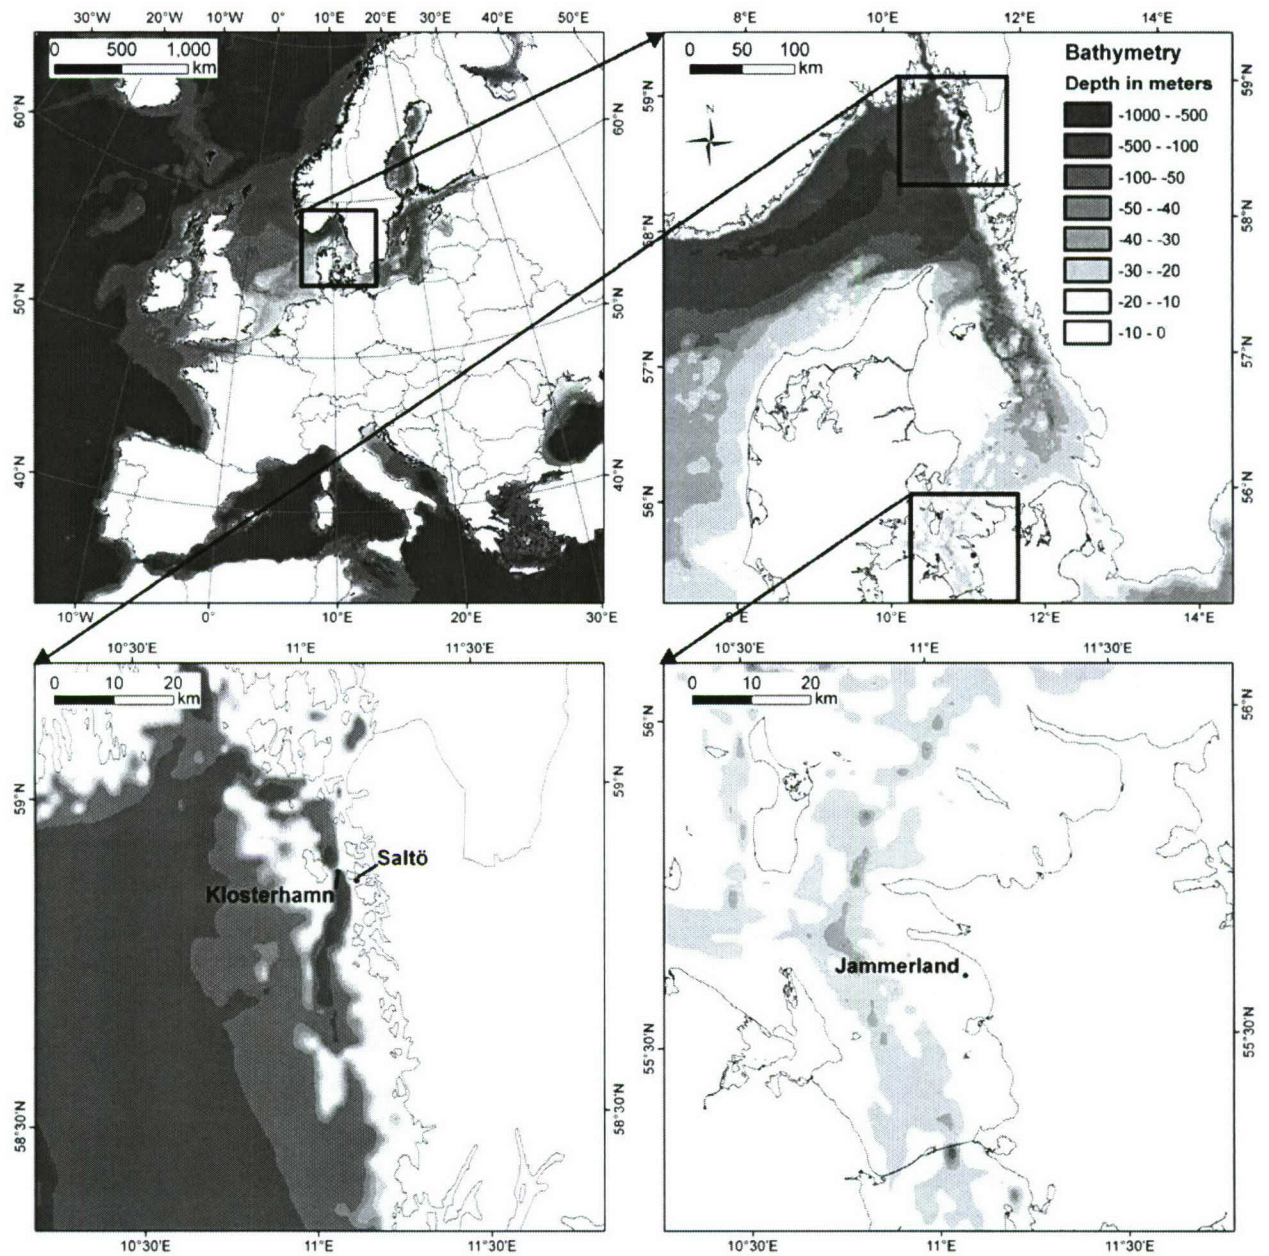 30°W 20°W 10°W 0° 10°E 20°E 30°E 40°E 50°E
0 500 1,000
km
60°N
50°N
40°N
60°N
50°N
40°N
10°W 0° 10°E 20°E 30°E
8°E 10°E 12°E 14°E
0 50 100
km
N
Bathymetry
Depth in meters
-1000 - -500
-500 - -100
-100- -50
-50 - -40
-40 - -30
-30 - -20
-20 - -10
-10 - 0
59°N
58°N
57°N
56°N
59°N
58°N
57°N
56°N
8°E 10°E 12°E 14°E
10°30'E 11°E 11°30'E
0 10 20
km
59°N
58°30'N
59°N
58°30'N
Saltö
Klosterhamn
10°30'E 11°E 11°30'E
10°30'E 11°E 11°30'E
0 10 20
km
56°N
55°30'N
56°N
55°30'N
Jammerland
10°30'E 11°E 11°30'E